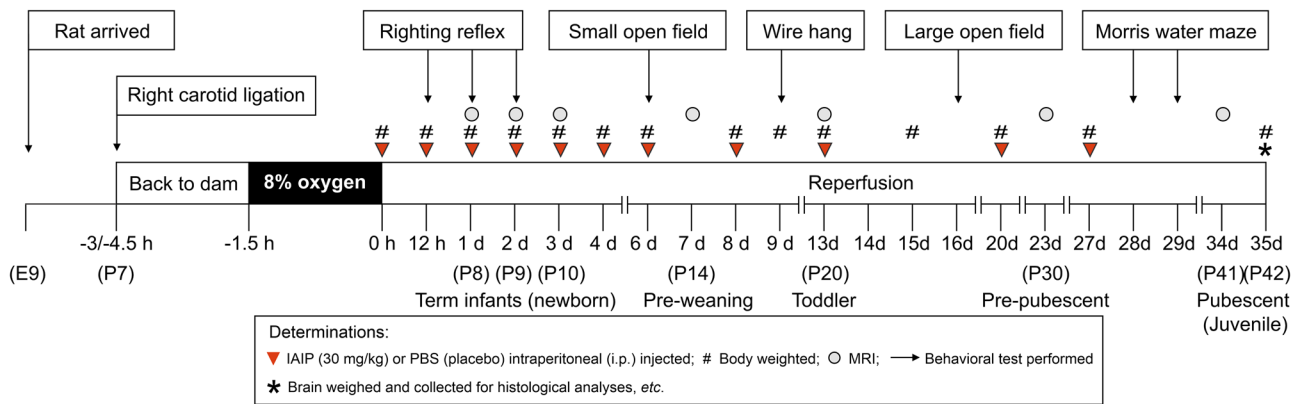 Rat arrived
Righting reflex
Small open field
Wire hang
Large open field
Morris water maze
Right carotid ligation
# # # # # # # # # # # # # #
*
Back to dam
8% oxygen
Reperfusion
-3/-4.5 h -1.5h 0 h 12 h 1 d 2 d 3 d 4 d 6 d 7 d 8 d 9 d 13d 14d 15d 16d 20d 23d 27d 28d 29d 34d 35d
(E9) (P7) (P8) (P9) (P10) (P14) (P20) (P30) (P41)(P42)
Term infants (newborn) Pre-weaning Toddler Pre-pubescent Pubescent
(Juvenile)
Determinations:
IAIP (30 mg/kg) or PBS (placebo) intraperitoneal (i.p.) injected; # Body weighted; MRI; Behavioral test performed
* Brain weighed and collected for histological analyses, etc.